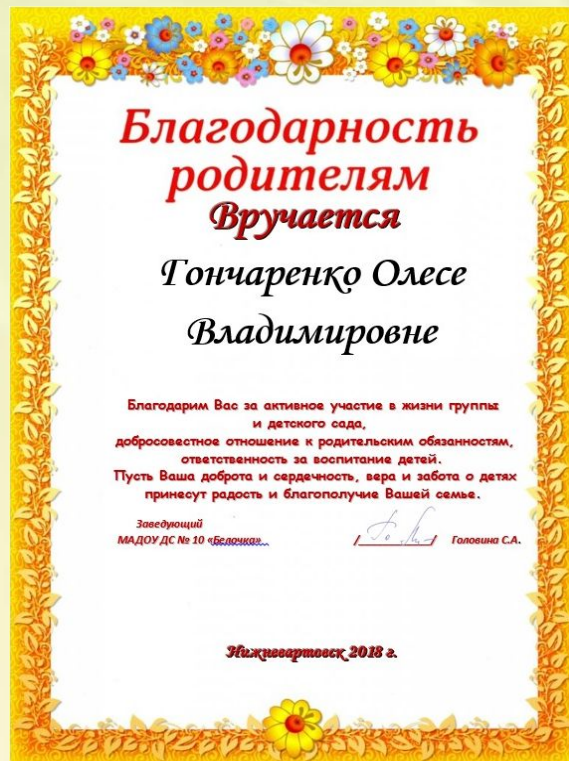 Благодарность
родителям
Вручается
Гончаренко Олесе
Владимировне
Благодарим Вас за активное участие в жизни группы
и детского сада,
добросовестное отношение к родительским обязанностям,
ответственность за воспитание детей.
Пусть Ваша доброта и сердечность, вера и забота о детях
принесут радость и благополучие Вашей семье.
Заведующий
МАДОУ ДС № 10 «Белочка» /________/ Головина С.А.
Нижневартовск 2018 г.